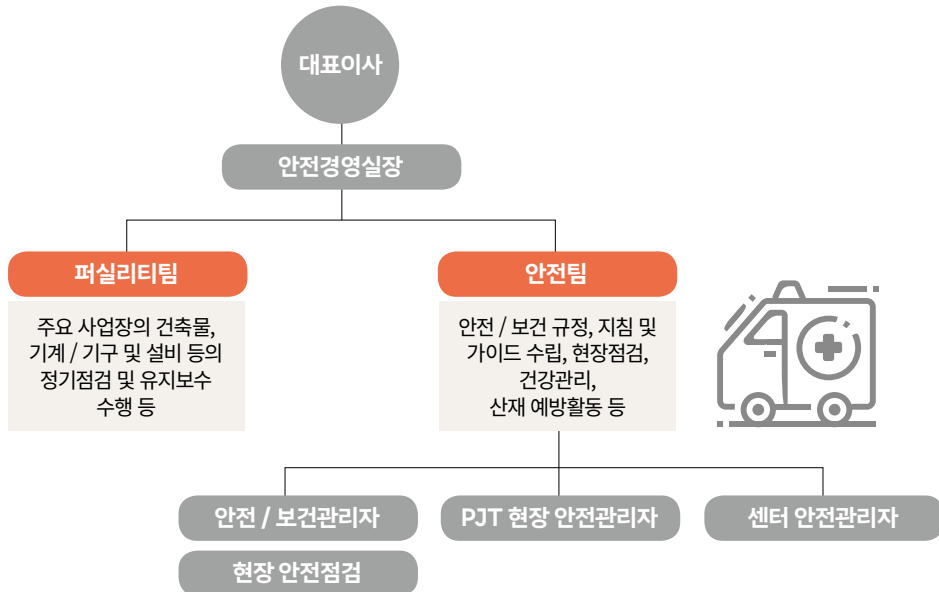 대표이사
안전경영실장
퍼실리티팀
주요 사업장의 건축물,
기계 / 기구 및 설비 등의
정기점검 및 유지보수
수행 등
안전팀
안전 / 보건 규정, 지침 및
가이드 수립, 현장점검,
건강관리,
산재 예방활동 등
안전 / 보건관리자
현장 안전점검
PJT 현장 안전관리자
센터 안전관리자